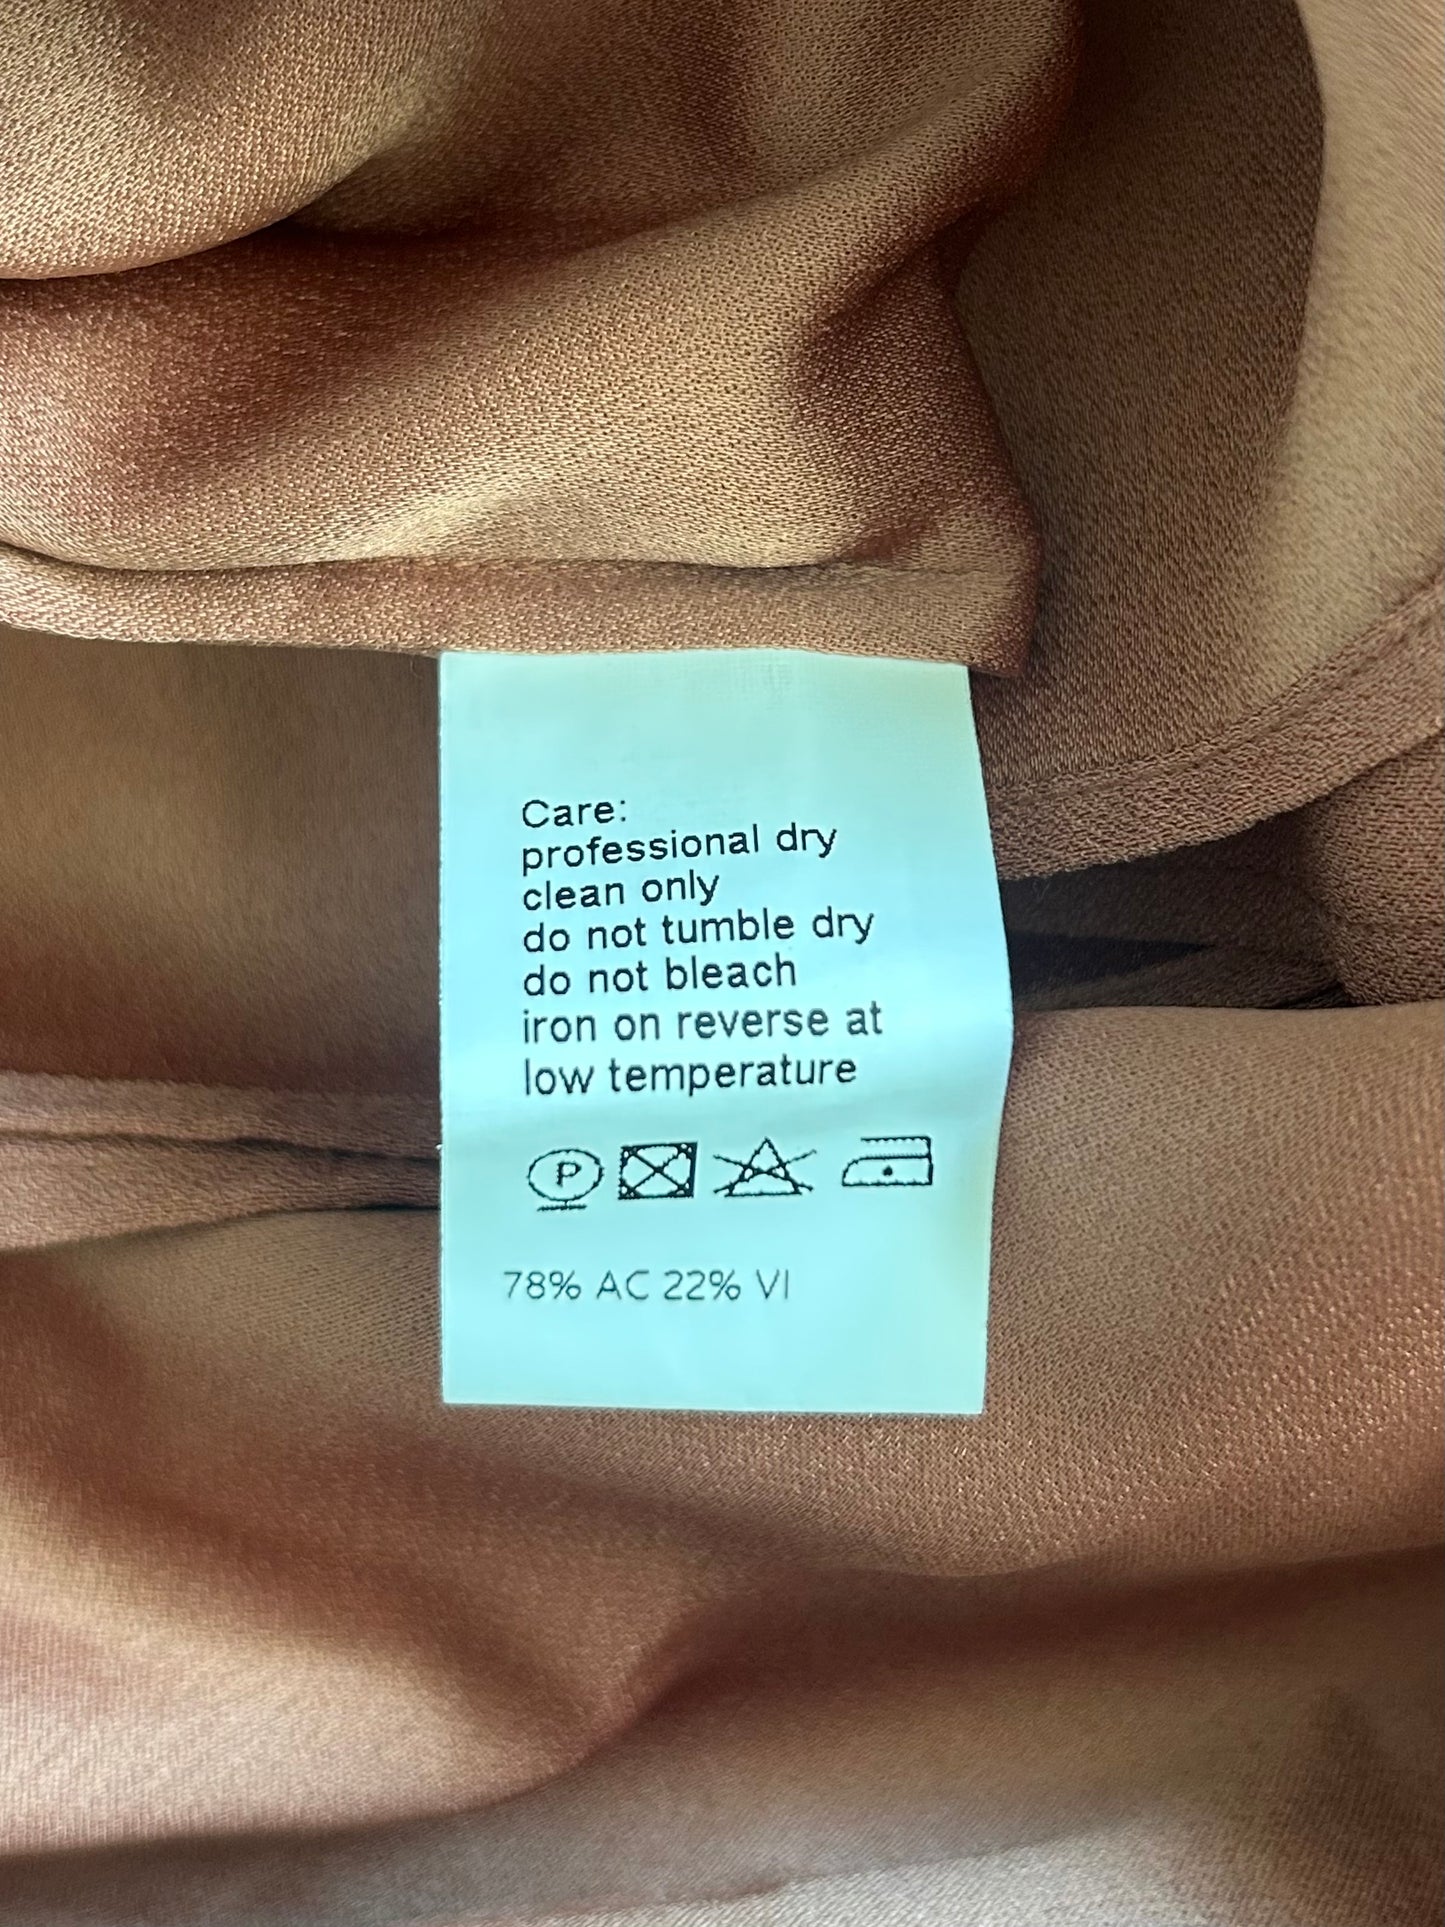 Care:
professional dry
clean only
do not tumble dry
do not bleach
iron on reverse at
low temperature
P
78% AC 22% VI